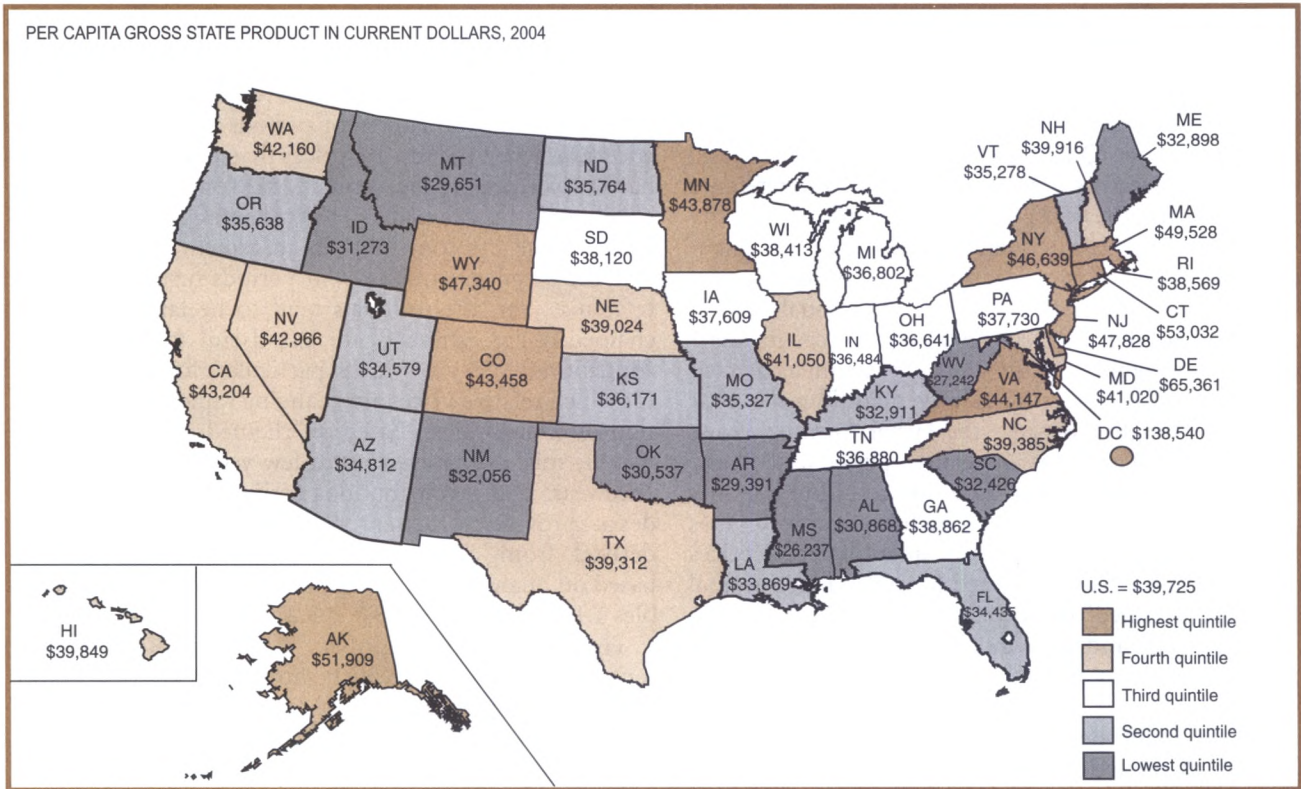 PER CAPITA GROSS STATE PRODUCT IN CURRENT DOLLARS, 2004
WA
$42,160
OR
$35,638
CA
$43,204
NV
$42,966
ID
$31,273
MT
$29,651
WY
$47,340
UT
$34,579
AZ
$34,812
CO
$43,458
NM
$32,056
ND
$35,764
SD
$38,120
NE
$39,024
KS
$36,171
OK
$30,537
TX
$39,312
MN
$43,878
IA
$37,609
MO
$35,327
AR
$29,391
LA
$33,869
WI
$38,413
IL
$41,050
MI
$36,802
IN
$36,484
OH
$36,641
KY
$32,911
TN
$36,880
MS
$26.237
AL
$30,868
GA
$38,862
FL
$34,435
SC
$32,426
NC
$39,385
VA
$44,147
WV
$27,242
PA
$37,730
NY
$46,639
VT
$35,278
NH
$39,916
ME
$32,898
MA
$49,528
RI
$38,569
CT
$53,032
NJ
$47,828
DE
$65,361
MD
$41,020
DC $138,540
HI
$39,849
AK
$51,909
U.S. = $39,725
Highest quintile
Fourth quintile
Third quintile
Second quintile
Lowest quintile